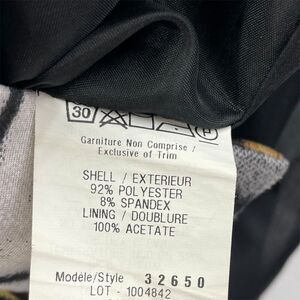 30
P
Garniture Non Comprise /
Exclusive of Trim
SHELL / EXTERIEUR
92% POLYESTER
8% SPANDEX
LINING / DOUBLURE
100% ACETATE
Modèle/Style 32650
LOT - 1004842